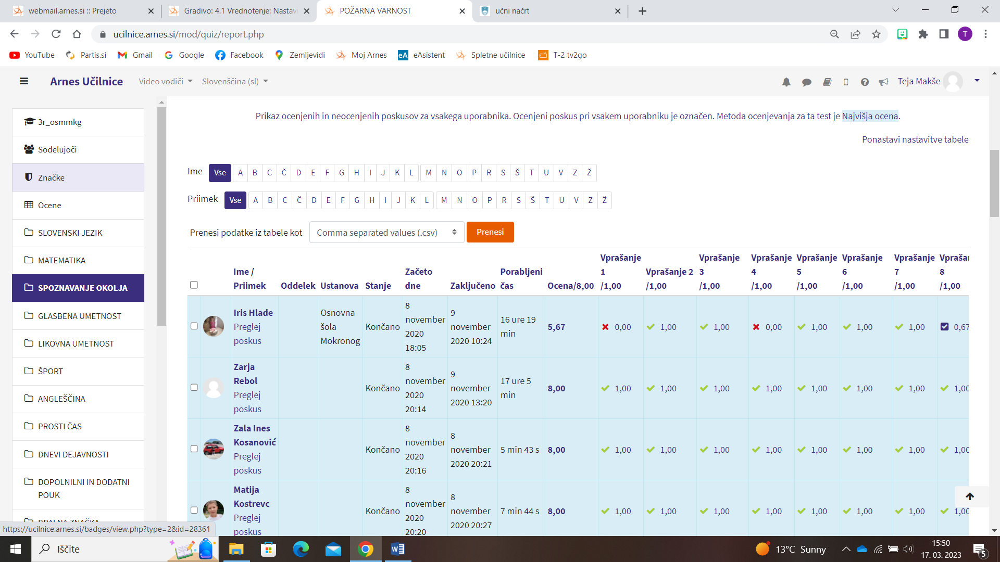 webmail.arnes.si :: Prejeto
Gradivo: 4.1 Vrednotenje: Nastavi
POŽARNA VARNOST
učni načrt
ucilnice.arnes.si/mod/quiz/report.php
T
YouTube Partis.si Gmail Google Facebook Zemljevidi Moj Arnes eAsistent Spletne učilnice T-2 tv2go
Arnes Učilnice Video vodiči Slovenščina (sl) Teja Makše
3r_osmmkg
Sodelujoči
Značke
Ocene
SLOVENSKI JEZIK
MATEMATIKA
SPOZNAVANJE OKOLJA
GLASBENA UMETNOST
LIKOVNA UMETNOST
ŠPORT
ANGLEŠČINA
PROSTI ČAS
DNEVI DEJAVNOSTI
DOPOLNILNI IN DODATNI
POUK
BRALNA ZNAČKA
Prikaz ocenjenih in neocenjenih poskusov za vsakega uporabnika. Ocenjeni poskus pri vsakem uporabniku je označen. Metoda ocenjevanja za ta test je Najvišja ocena.
Ponastavi nastavitve tabele
Ime Vse A B C Č D E F G H I J K L M N O P R S Š T U V Z Ž
Priimek Vse A B C Č D E F G H I J K L M N O P R S Š T U V Z Ž
Prenesi podatke iz tabele kot Comma separated values (.csv) Prenesi
Ime /
Priimek
Oddelek
Ustanova
Stanje
Začeto
dne
Zaključeno
Porabljeni
čas
Ocena/8,00
Vprašanje
1
/1,00
Vprašanje 2
/1,00
Vprašanje
3
/1,00
Vprašanje
4
/1,00
Vprašanje
5
/1,00
Vprašanje
6
/1,00
Vprašanje
7
/1,00
Vprašan
8
/1,00
Iris Hlade
Preglej
poskus
Osnovna
šola
Mokronog
Končano
8
november
2020
18:05
9
november
2020 10:24
16 ure 19
min
5,67
0,00 1,00 1,00 0,00 1,00 1,00 1,00 0,67
Zarja
Rebol
Preglej
poskus
Končano
8
november
2020
20:14
9
november
2020 13:20
17 ure 5
min
8,00
1,00 1,00 1,00 1,00 1,00 1,00 1,00 1,00
Zala Ines
Kosanović
Preglej
poskus
Končano
8
november
2020
20:16
8
november
2020 20:21
5 min 43 s
8,00
1,00 1,00 1,00 1,00 1,00 1,00 1,00 1,00
Matija
Kostrevc
Preglej
poskus
Končano
8
november
2020
20:20
8
november
2020 20:27
7 min 44 s
8,00
1,00 1,00 1,00 1,00 1,00 1,00 1,00 1,00
https://ucilnice.arnes.si/badges/view.php?type=2&id=28361
Iščite
13°C Sunny
15:50
17. 03. 2023
5